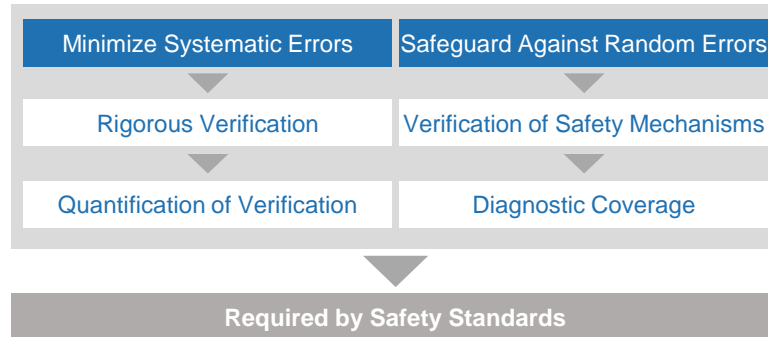 Minimize Systematic Errors
Safeguard Against Random Errors
Rigorous Verification
Verification of Safety Mechanisms
Quantification of Verification
Diagnostic Coverage
Required by Safety Standards